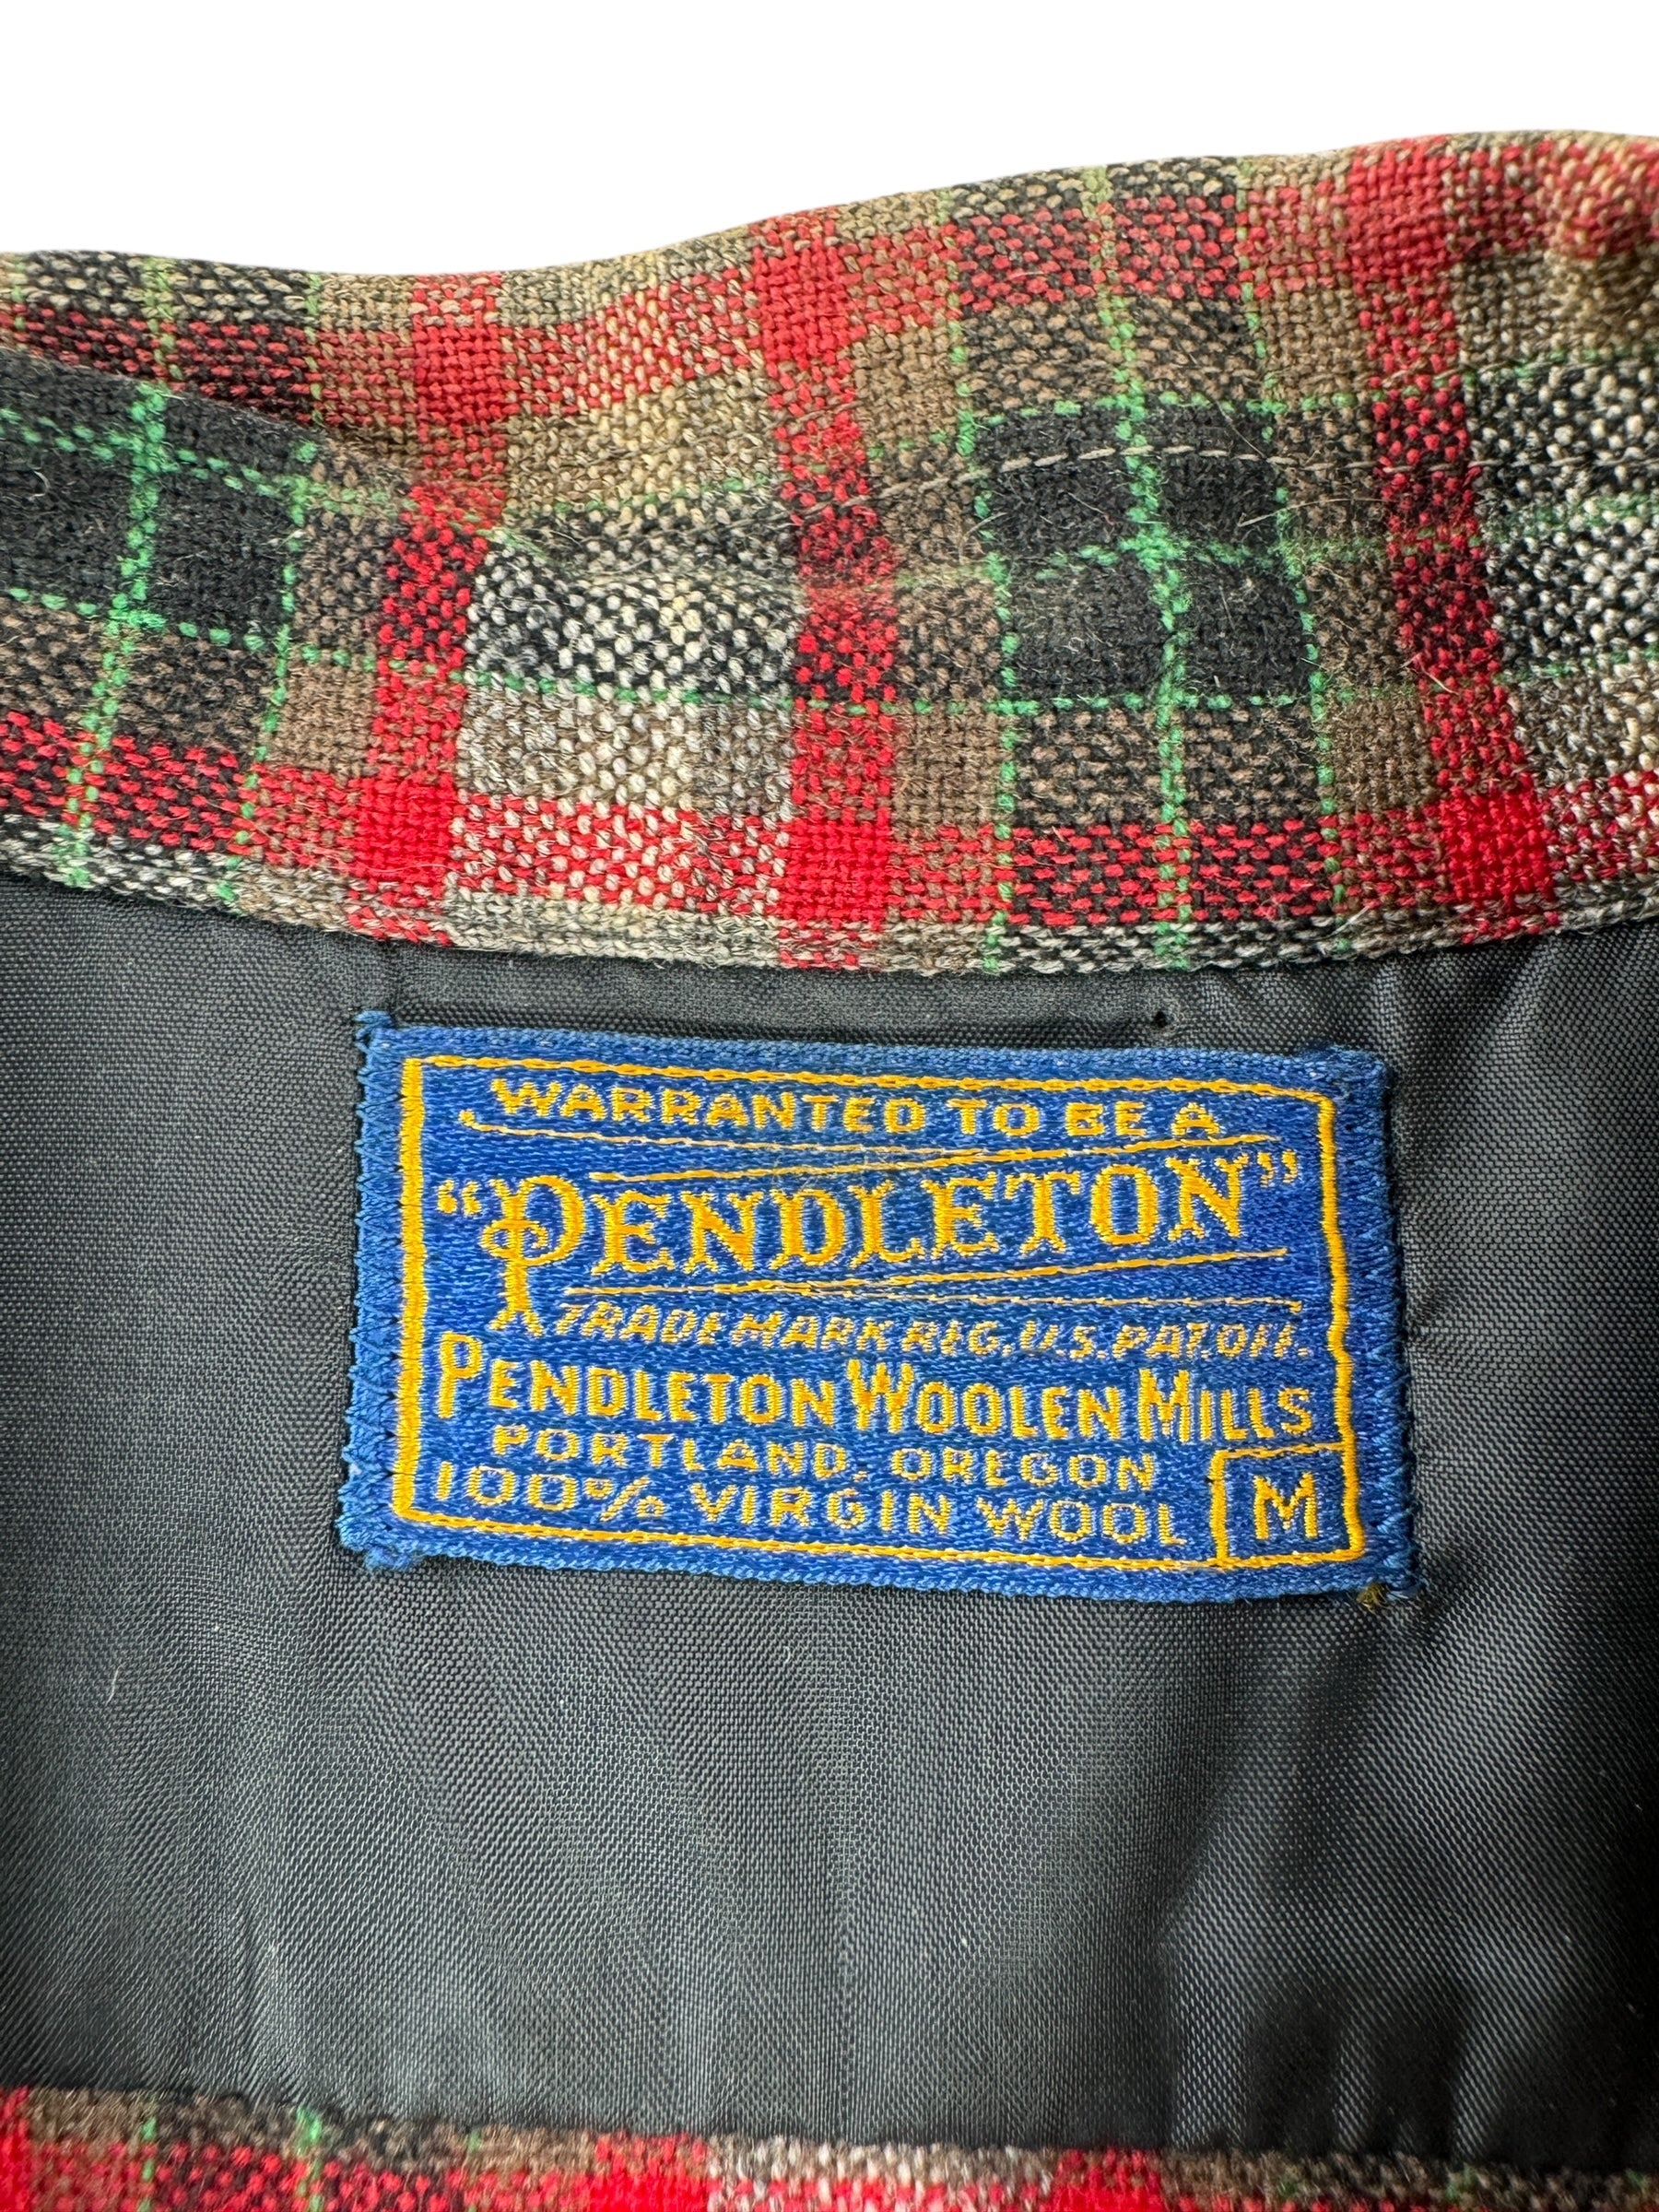 WARRANTED TO BE A
"PENDLETON"
TRADE MARK REG. U.S. PAT. OFF.
PENDLETON WOOLEN MILLS
PORTLAND, OREGON
100% VIRGIN WOOL M